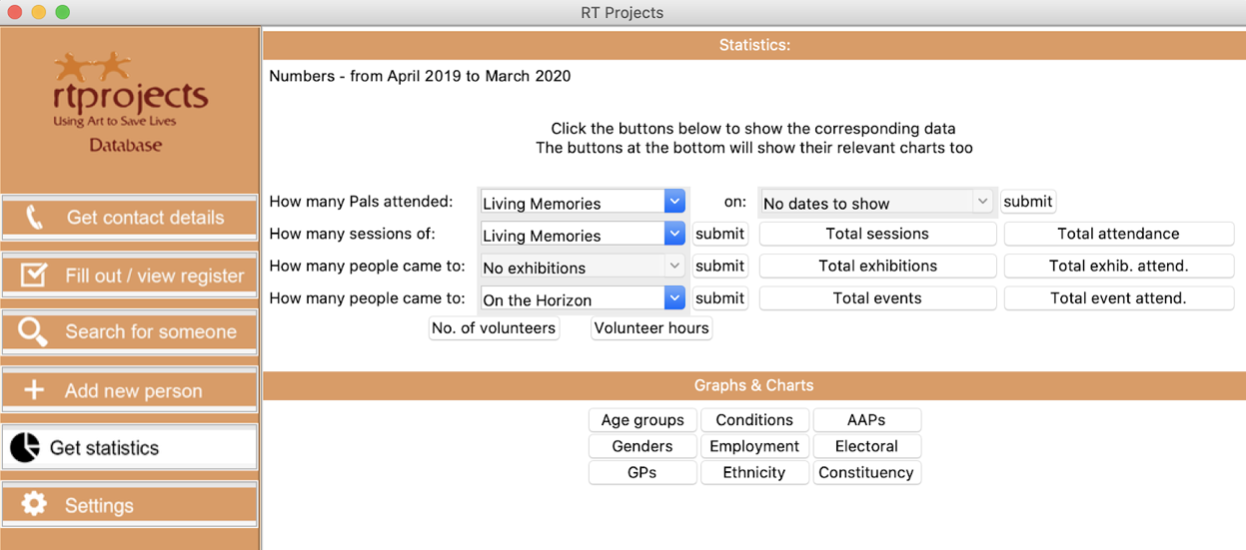 RT Projects
rtprojects
Using Art to Save Lives
Database
Get contact details
Fill out / view register
Search for someone
Add new person
Get statistics
Settings
Statistics:
Numbers - from April 2019 to March 2020
Click the buttons below to show the corresponding data
The buttons at the bottom will show their relevant charts too
How many Pals attended: Living Memories on: No dates to show submit
How many sessions of: Living Memories submit Total sessions Total attendance
How many people came to: No exhibitions submit Total exhibitions Total exhib. attend.
How many people came to: On the Horizon submit Total events Total event attend.
No. of volunteers Volunteer hours
Graphs & Charts
Age groups Conditions AAPs
Genders Employment Electoral
GPs Ethnicity Constituency